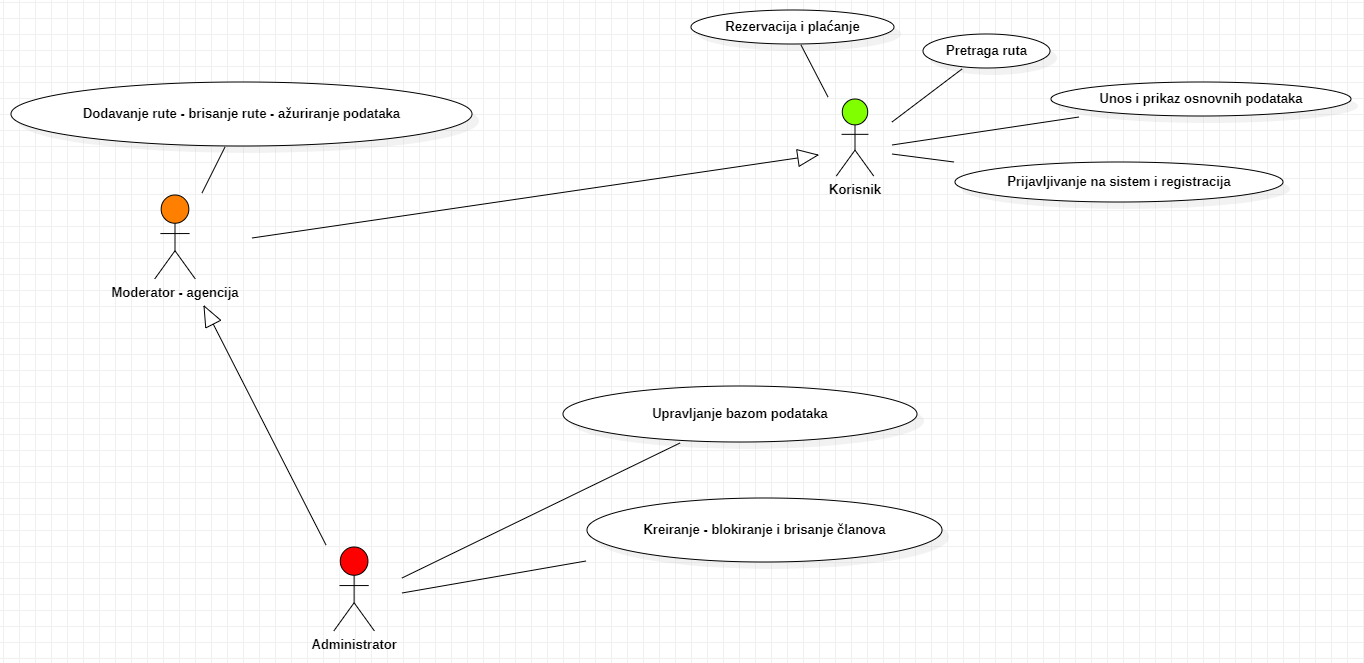 Rezervacija i plaćanje
Pretraga ruta
Unos i prikaz osnovnih podataka
Dodavanje rute - brisanje rute - ažuriranje podataka
Prijavljivanje na sistem i registracija
Korisnik
Moderator - agencija
Upravljanje bazom podataka
Kreiranje - blokiranje i brisanje članova
Administrator